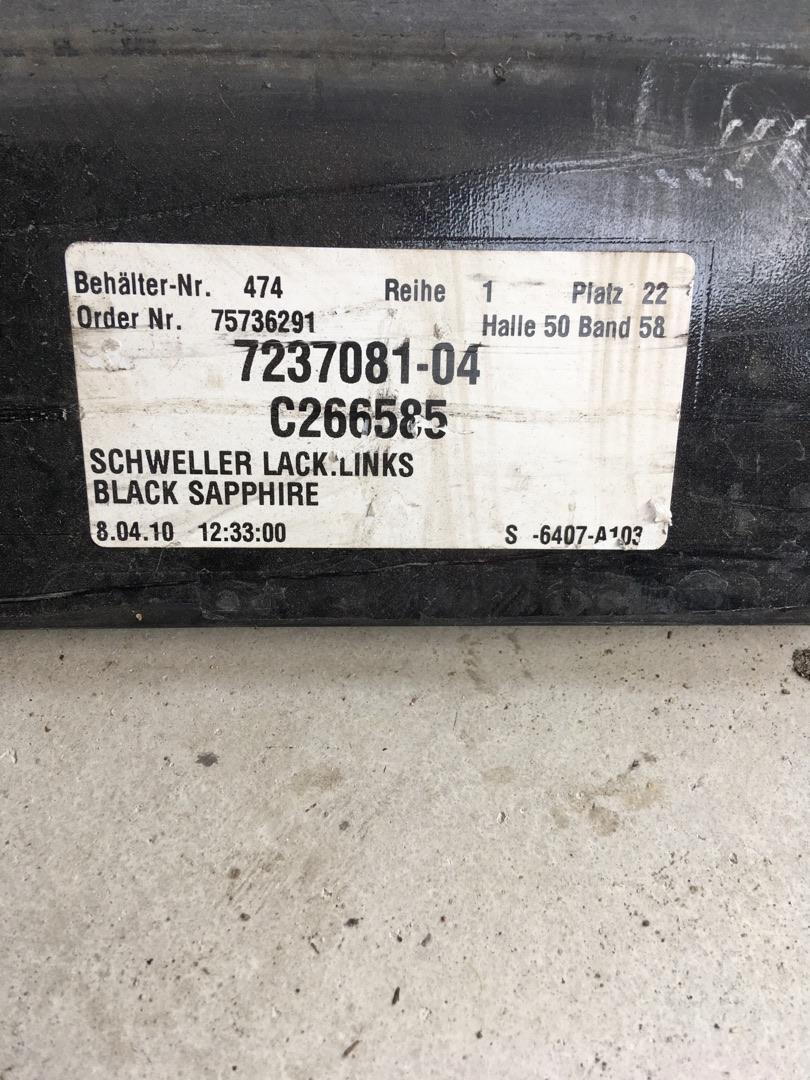 Behälter-Nr. 474 Reihe 1 Platz 22
Order Nr. 75736291 Halle 50 Band 58
7237081-04
C266585
SCHWELLER LACK.LINKS
BLACK SAPPHIRE
8.04.10 12:33:00 S -6407-A103